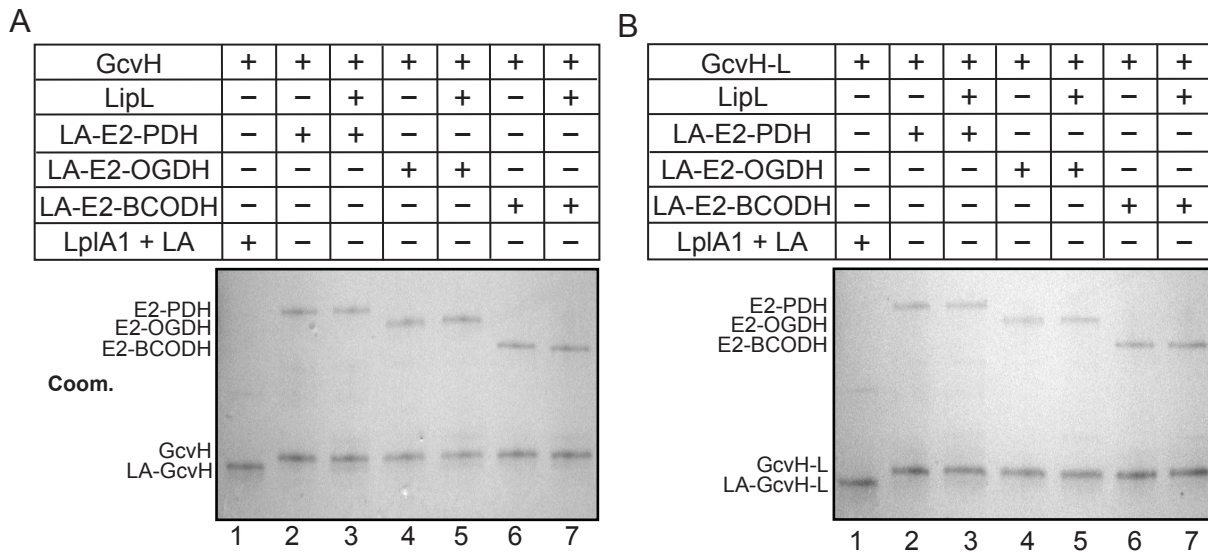 A
GcvH + + + + + + +
LipL – – + – + – +
LA-E2-PDH – + + – – – –
LA-E2-OGDH – – – + + – –
LA-E2-BCODH – – – – – + +
LplA1 + LA + – – – – – –
E2-PDH
E2-OGDH
E2-BCODH
Coom.
GcvH
LA-GcvH
1 2 3 4 5 6 7
B
GcvH-L + + + + + + +
LipL – – + – + – +
LA-E2-PDH – + + – – – –
LA-E2-OGDH – – – + + – –
LA-E2-BCODH – – – – – + +
LplA1 + LA + – – – – – –
E2-PDH
E2-OGDH
E2-BCODH
GcvH-L
LA-GcvH-L
1 2 3 4 5 6 7